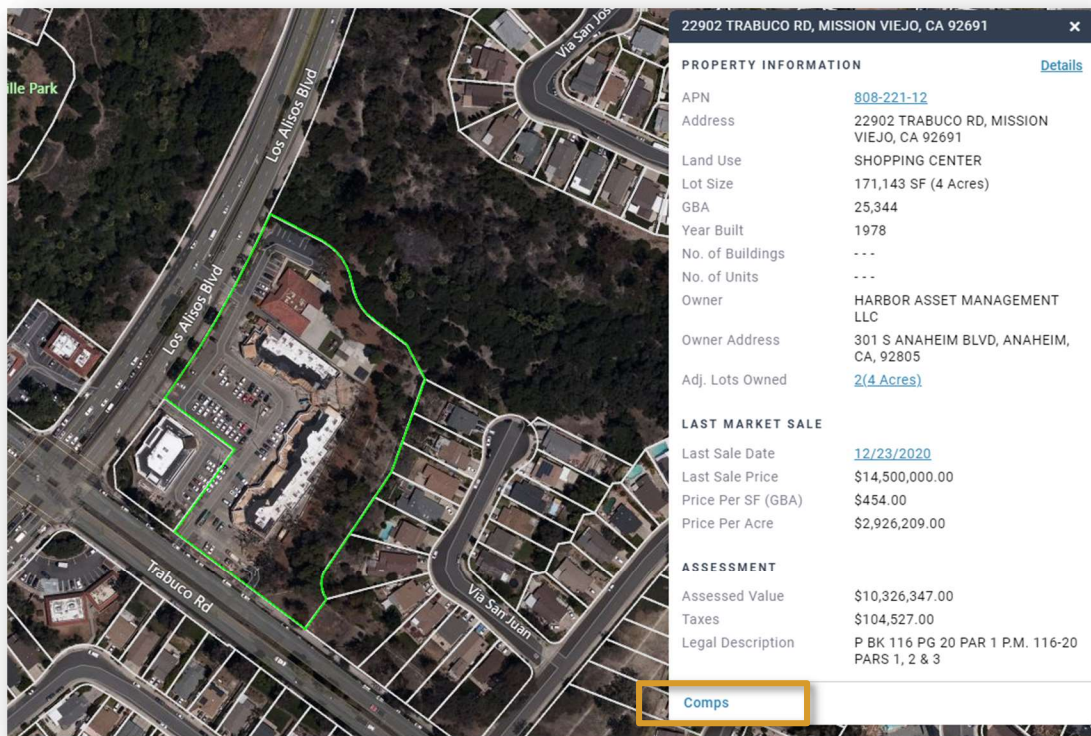 ille Park
Los Alisos Blvd
Via San Jos
Los Alisos Blvd
Trabuco Rd
Via San Juan
22902 TRABUCO RD, MISSION VIEJO, CA 92691 ×
PROPERTY INFORMATION Details
APN 808-221-12
Address 22902 TRABUCO RD, MISSION
VIEJO, CA 92691
Land Use SHOPPING CENTER
Lot Size 171,143 SF (4 Acres)
GBA 25,344
Year Built 1978
No. of Buildings - - -
No. of Units - - -
Owner HARBOR ASSET MANAGEMENT
LLC
Owner Address 301 S ANAHEIM BLVD, ANAHEIM,
CA, 92805
Adj. Lots Owned 2(4 Acres)
LAST MARKET SALE
Last Sale Date 12/23/2020
Last Sale Price $14,500,000.00
Price Per SF (GBA) $454.00
Price Per Acre $2,926,209.00
ASSESSMENT
Assessed Value $10,326,347.00
Taxes $104,527.00
Legal Description P BK 116 PG 20 PAR 1 P.M. 116-20
PARS 1, 2 & 3
Comps